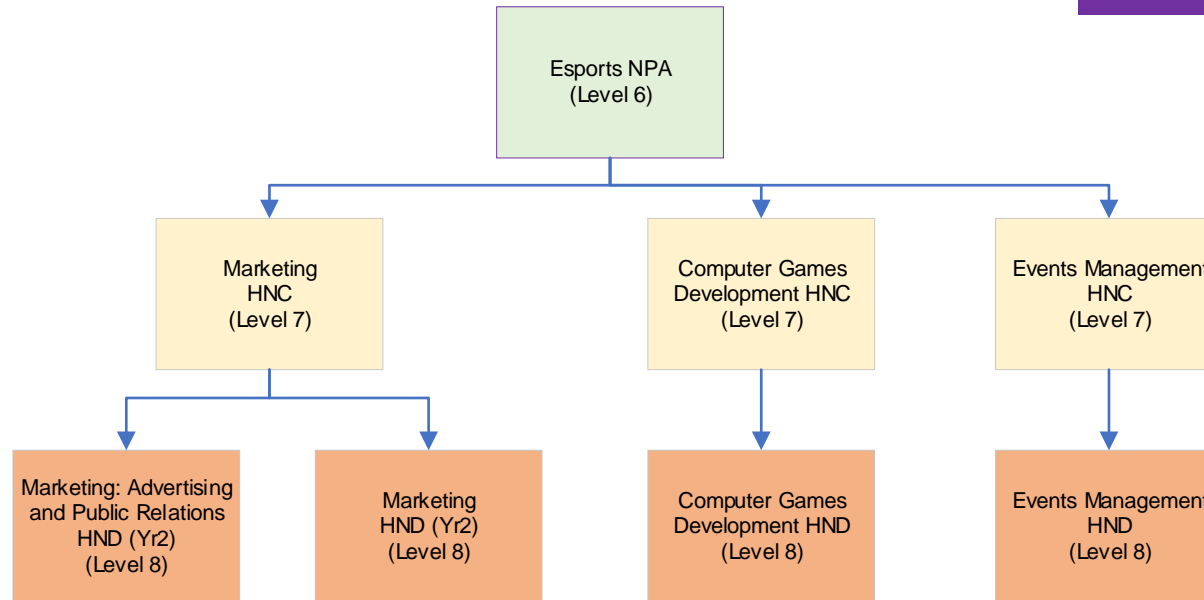 Esports NPA
(Level 6)
Marketing
HNC
(Level 7)
Computer Games
Development HNC
(Level 7)
Events Management
HNC
(Level 7)
Marketing: Advertising
and Public Relations
HND (Yr2)
(Level 8)
Marketing
HND (Yr2)
(Level 8)
Computer Games
Development HND
(Level 8)
Events Management
HND
(Level 8)